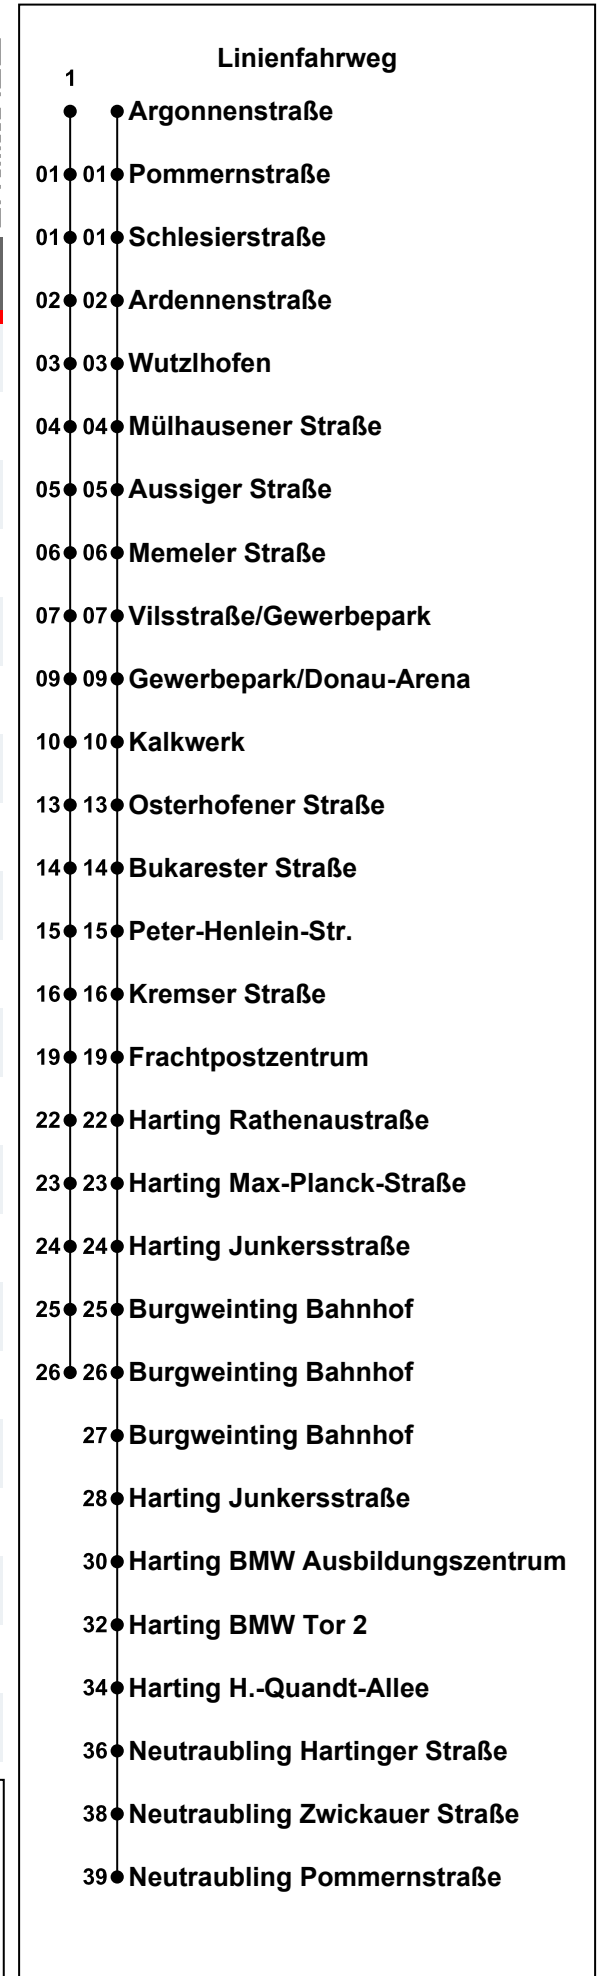 Linienfahrweg
1
Argonnenstraße
01 01 Pommernstraße
01 01 Schlesierstraße
02 02 Ardennenstraße
03 03 Wutzlhofen
04 04 Mülhausener Straße
05 05 Aussiger Straße
06 06 Memeler Straße
07 07 Vilsstraße/Gewerbepark
09 09 Gewerbepark/Donau-Arena
10 10 Kalkwerk
13 13 Osterhofener Straße
14 14 Bukarester Straße
15 15 Peter-Henlein-Str.
16 16 Kremser Straße
19 19 Frachtpostzentrum
22 22 Harting Rathenaustraße
23 23 Harting Max-Planck-Straße
24 24 Harting Junkersstraße
25 25 Burgweinting Bahnhof
26 26 Burgweinting Bahnhof
27 Burgweinting Bahnhof
28 Harting Junkersstraße
30 Harting BMW Ausbildungszentrum
32 Harting BMW Tor 2
34 Harting H.-Quandt-Allee
36 Neutraubling Hartinger Straße
38 Neutraubling Zwickauer Straße
39 Neutraubling Pommernstraße